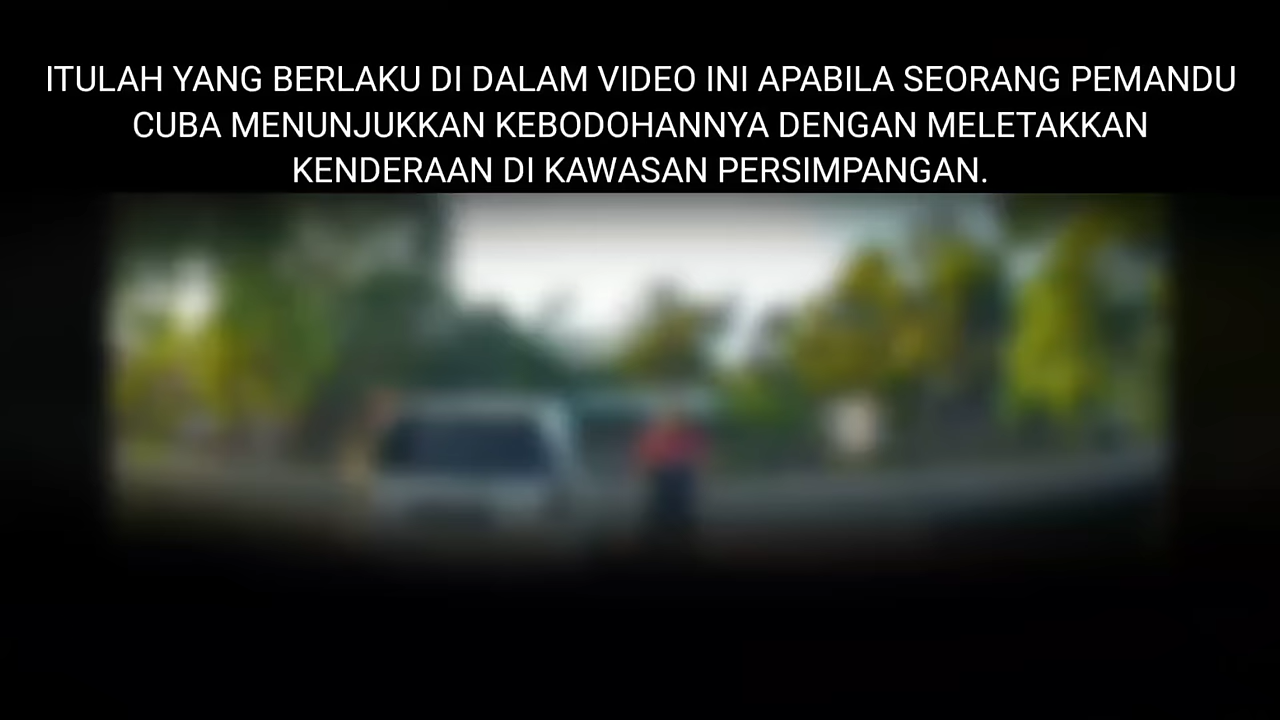 ITULAH YANG BERLAKU DI DALAM VIDEO INI APABILA SEORANG PEMANDU
CUBA MENUNJUKKAN KEBODOHANNYA DENGAN MELETAKKAN
KENDERAAN DI KAWASAN PERSIMPANGAN.